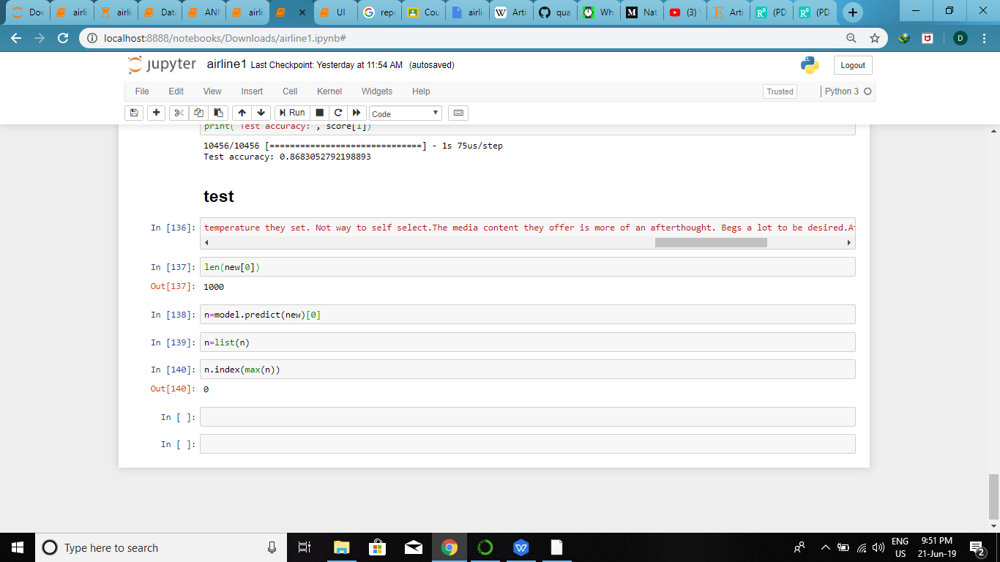 Dow
airli
airli
Data
ANN
airli
UI
repo
Cou
airli
Arti
qua
Wh
Nat
(3)
Arti
(PD
(PD
localhost:8888/notebooks/Downloads/airline1.ipynb#
D
jupyter airline1 Last Checkpoint: Yesterday at 11:54 AM (autosaved)
Logout
File Edit View Insert Cell Kernel Widgets Help
Trusted
Python 3
Run
Code
print('Test accuracy:', score[1])
10456/10456 [==============================] - 1s 75us/step
Test accuracy: 0.8683052792198893
test
In [136]: temperature they set. Not way to self select.The media content they offer is more of an afterthought. Begs a lot to be desired.A
In [137]: len(new[0])
Out[137]: 1000
In [138]: n=model.predict(new)[0]
In [139]: n=list(n)
In [140]: n.index(max(n))
Out[140]: 0
In [ ]:
In [ ]:
Type here to search
ENG
US
9:51 PM
21-Jun-19
2